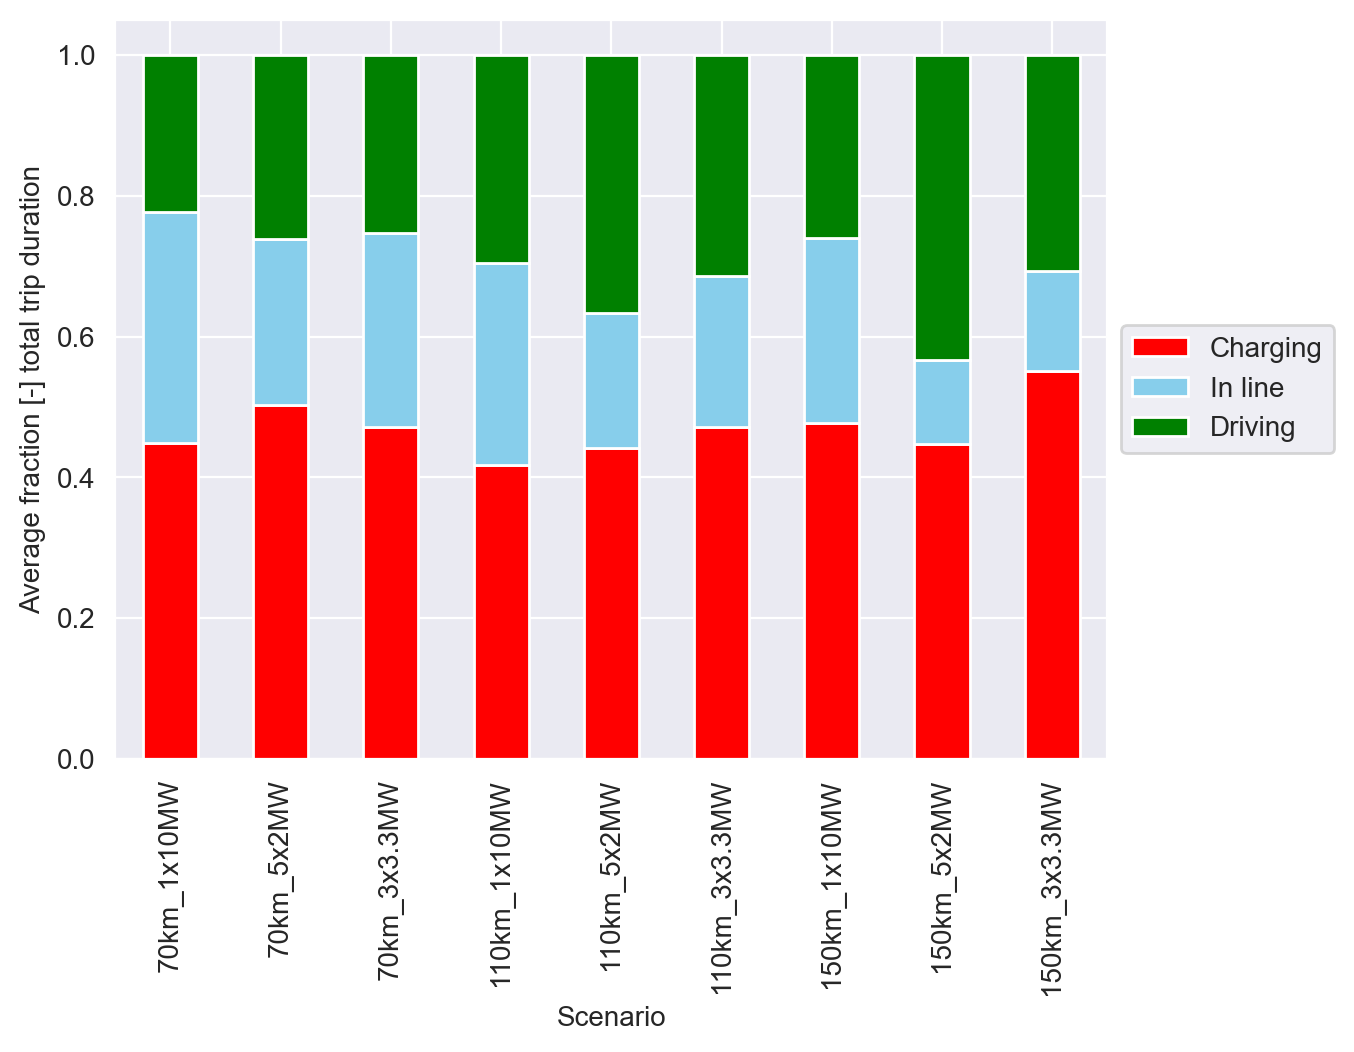 Average fraction [-] total trip duration
1.0
0.8
0.6
0.4
0.2
0.0
70km_1x10MW
70km_5x2MW
70km_3x3.3MW
110km_1x10MW
110km_5x2MW
110km_3x3.3MW
150km_1x10MW
150km_5x2MW
150km_3x3.3MW
Scenario
Charging
In line
Driving